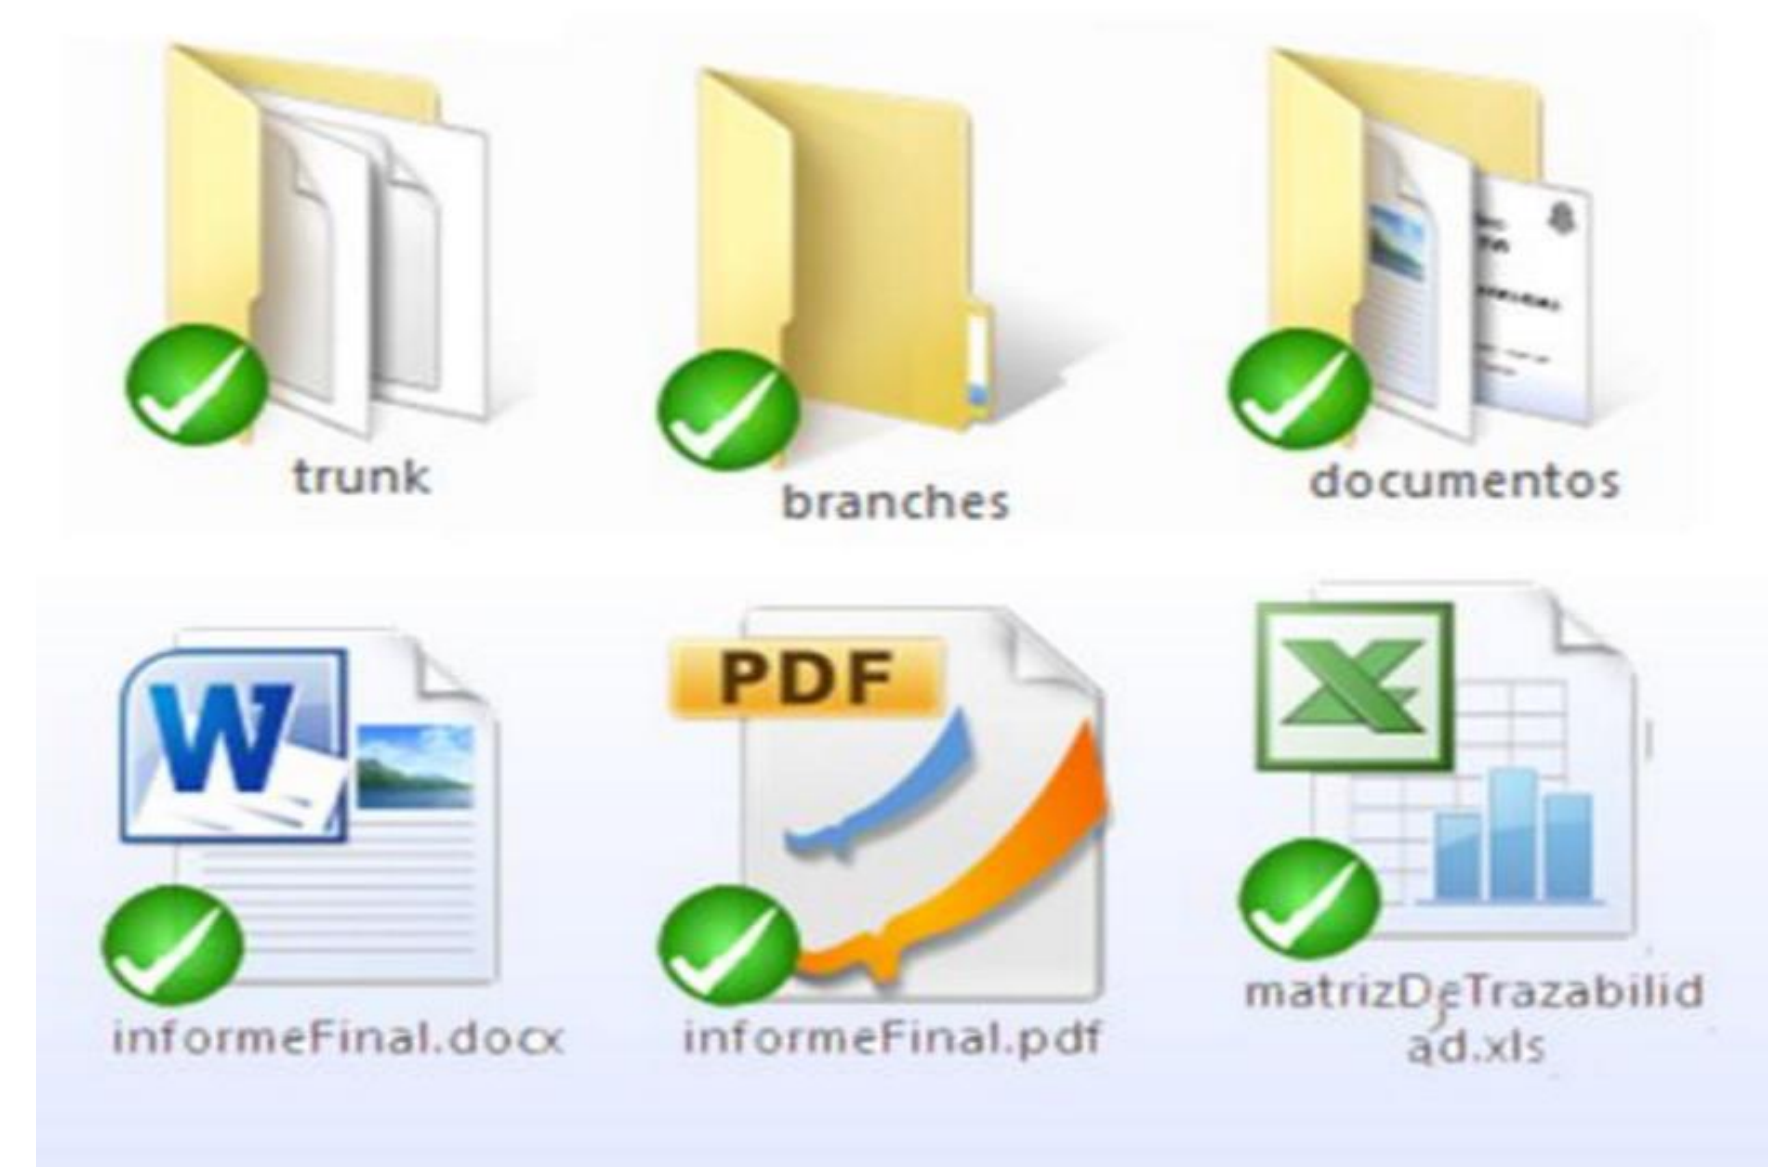 trunk
branches
documentos
W
PDF
X
informeFinal.docx
informeFinal.pdf
matrizDeTrazabilid
ad.xls